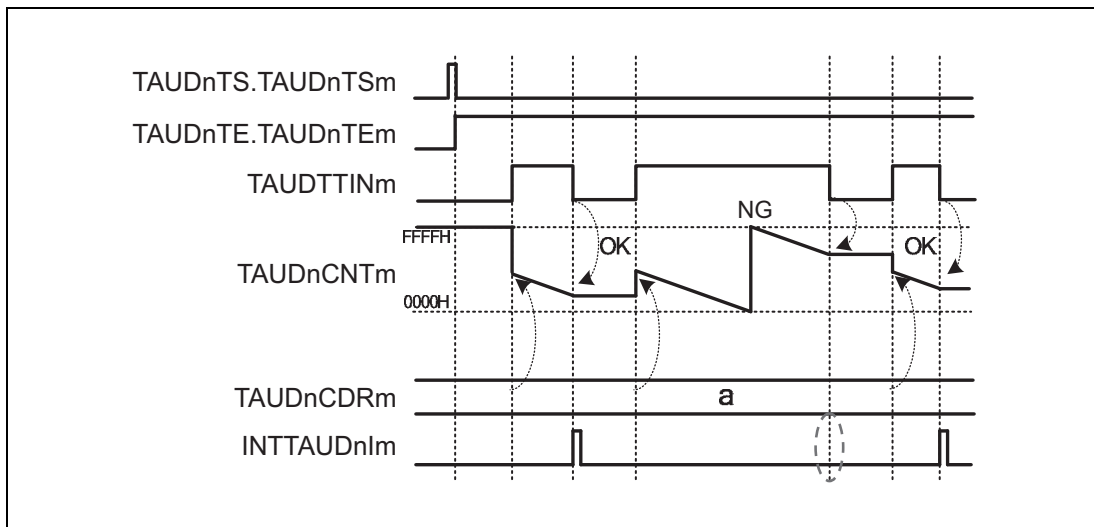 TAUDnTS.TAUDnTSm
TAUDnTE.TAUDnTEm
TAUDTTINm
NG
FFFFH
OK
OK
TAUDnCNTm
0000H
TAUDnCDRm
a
INTTAUDnIm